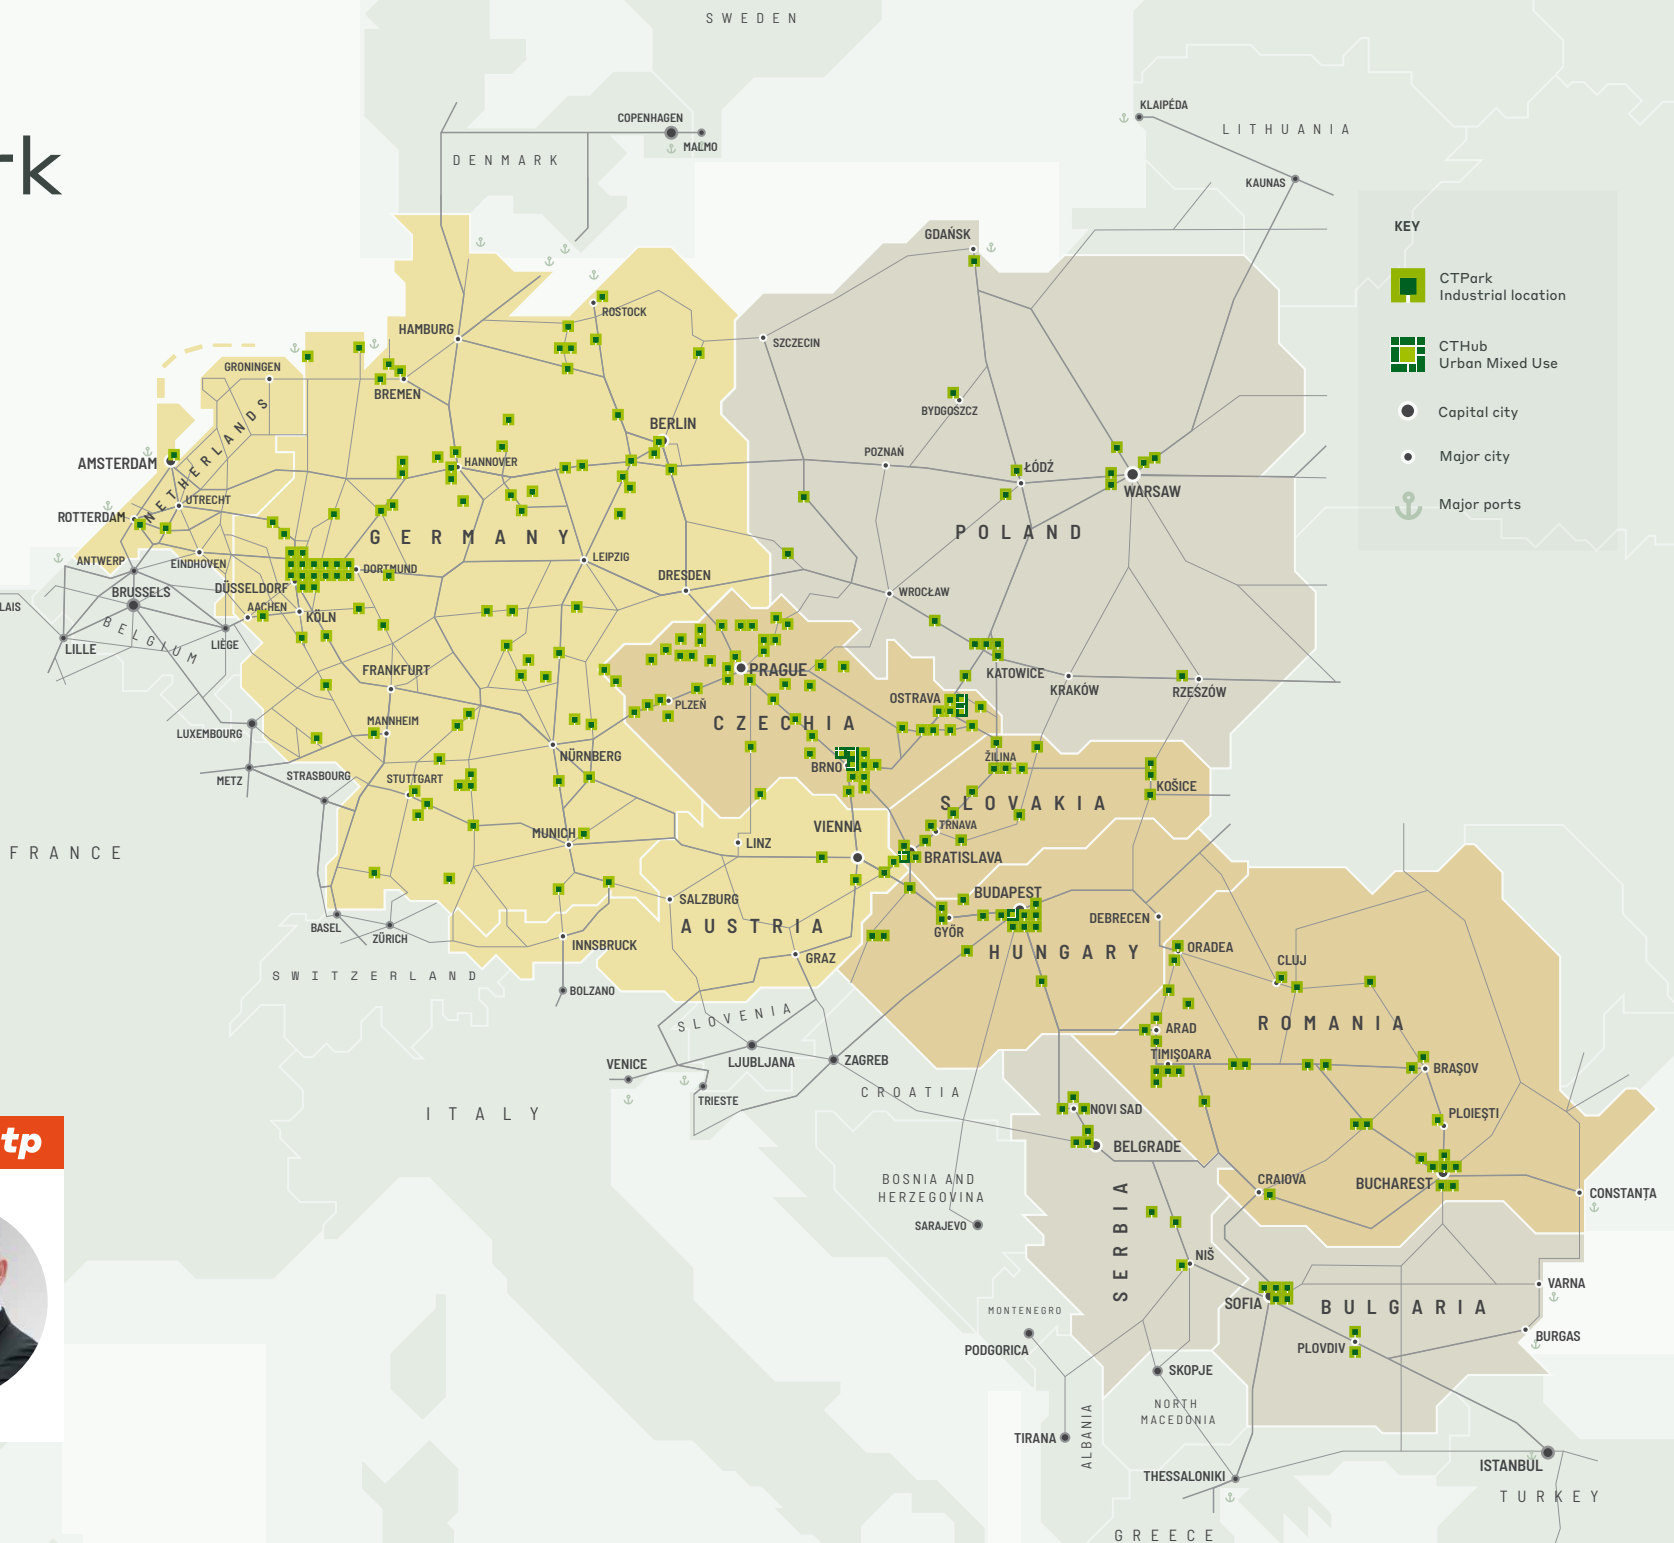 SWEDEN
rk
COPENHAGEN
MALMO
DENMARK
KLAIPĖDA
LITHUANIA
KAUNAS
KEY
CTPark
Industrial location
CTHub
Urban Mixed Use
Capital city
Major city
Major ports
GDAŃSK
ROSTOCK
HAMBURG
SZCZECIN
GRONINGEN
BREMEN
BYDGOSZCZ
BERLIN
NETHERLANDS
AMSTERDAM
HANNOVER
POZNAŃ
ŁÓDŹ
WARSAW
UTRECHT
ROTTERDAM
GERMANY
POLAND
ANTWERP
EINDHOVEN
LEIPZIG
DORTMUND
DRESDEN
DÜSSELDORF
BRUSSELS
WROCŁAW
LAIS
AACHEN
KÖLN
BELGIUM
LILLE
LIÈGE
FRANKFURT
PRAGUE
KATOWICE
KRAKÓW
RZESZÓW
OSTRAVA
PLZEŇ
CZECHIA
MANNHEIM
LUXEMBOURG
NÜRNBERG
ŽILINA
BRNO
METZ
STRASBOURG
STUTTGART
KOŠICE
SLOVAKIA
TRNAVA
VIENNA
MUNICH
LINZ
FRANCE
BRATISLAVA
BUDAPEST
SALZBURG
DEBRECEN
BASEL
AUSTRIA
GYÖR
ZÜRICH
INNSBRUCK
HUNGARY
ORADEA
GRAZ
CLUJ
SWITZERLAND
BOLZANO
SLOVENIA
ROMANIA
ARAD
TIMIȘOARA
VENICE
LJUBLJANA
ZAGREB
BRAȘOV
CROATIA
TRIESTE
ITALY
NOVI SAD
PLOIEȘTI
tp
BELGRADE
BOSNIA AND
HERZEGOVINA
CRAIOVA
BUCHAREST
CONSTANȚA
SARAJEVO
SERBIA
NIŠ
VARNA
SOFIA
BULGARIA
MONTENEGRO
PODGORICA
PLOVDIV
BURGAS
SKOPJE
NORTH
MACEDONIA
ALBANIA
TIRANA
ISTANBUL
THESSALONIKI
TURKEY
GREECE